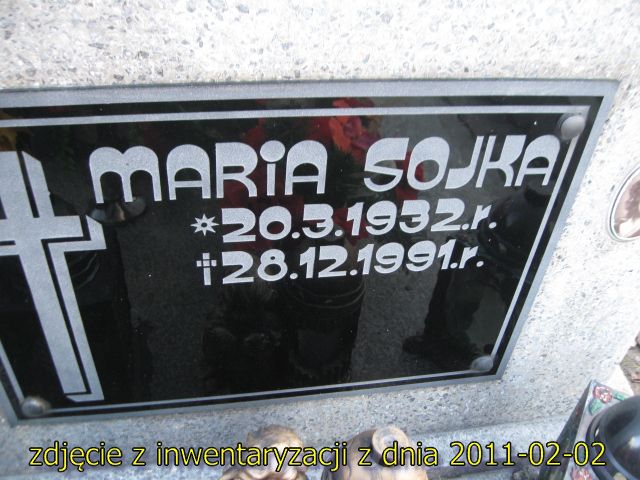 MARIA SOJKA
*20.3.1932.r.
†28.12.1991.r.
zdjęcie z inwentaryzacji z dnia 2011-02-02